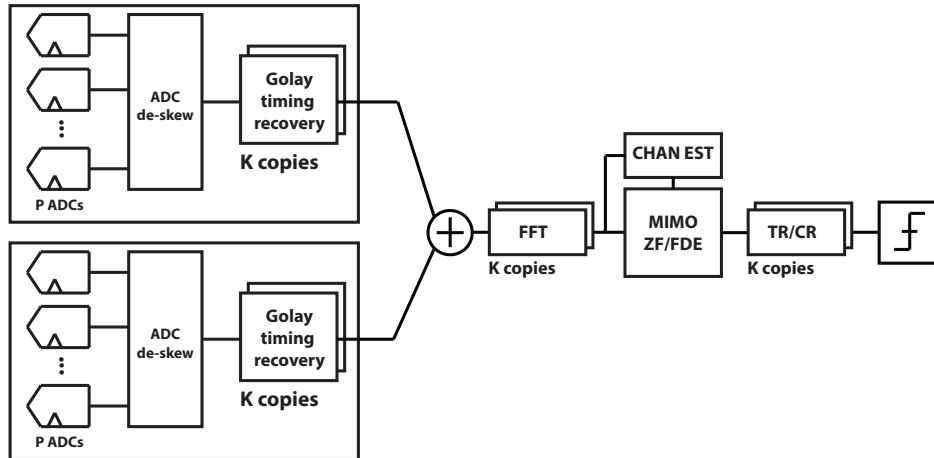 ADC
de-skew
Golay
timing
recovery
K copies
P ADCs
CHAN EST
FFT
K copies
MIMO
ZF/FDE
TR/CR
K copies
ADC
de-skew
Golay
timing
recovery
K copies
P ADCs